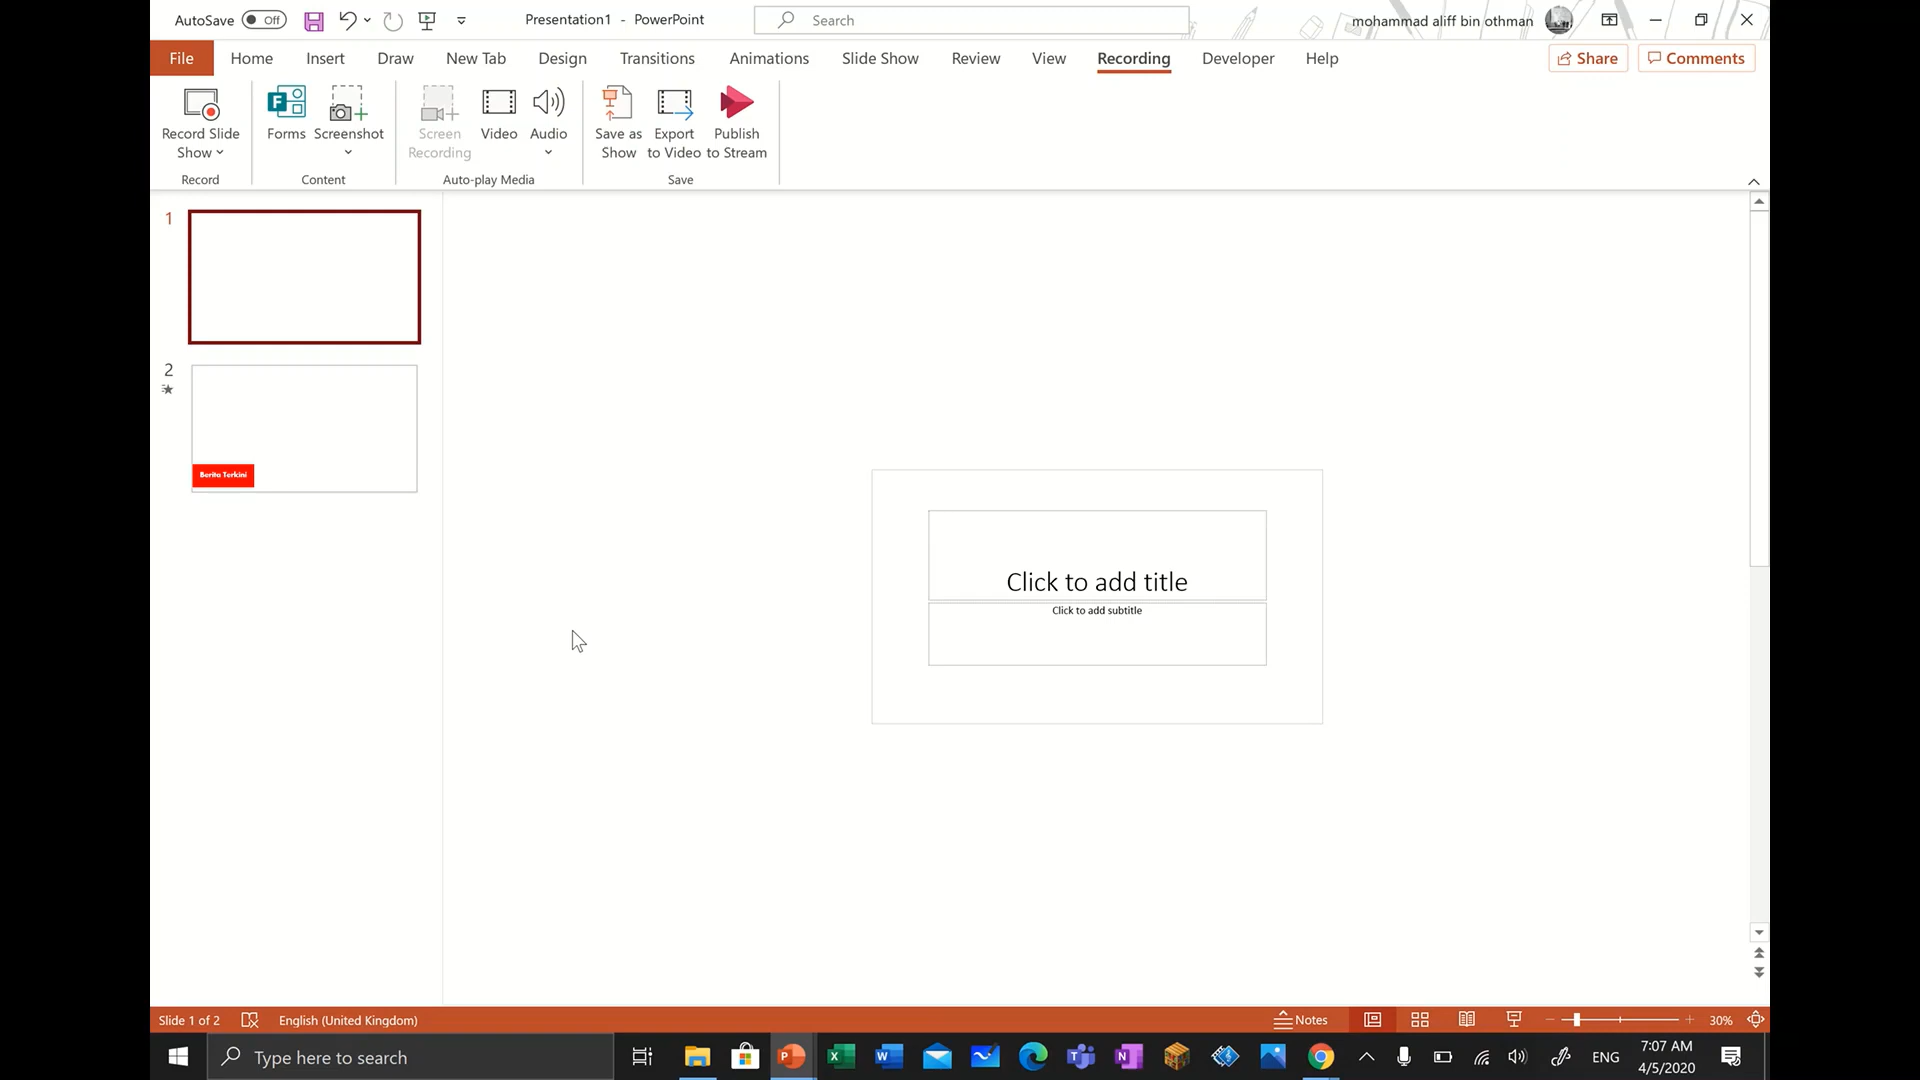 AutoSave Off Presentation1 - PowerPoint Search mohammad aliff bin othman
File Home Insert Draw New Tab Design Transitions Animations Slide Show Review View Recording Developer Help Share Comments
Record Slide Show
Forms
Screenshot
Screen Recording
Video
Audio
Save as Show
Export to Video
Publish to Stream
Record Content Auto-play Media Save
1
2
Berita Terkini
Click to add title
Click to add subtitle
Slide 1 of 2 English (United Kingdom) Notes 30%
Type here to search ENG 7:07 AM
4/5/2020